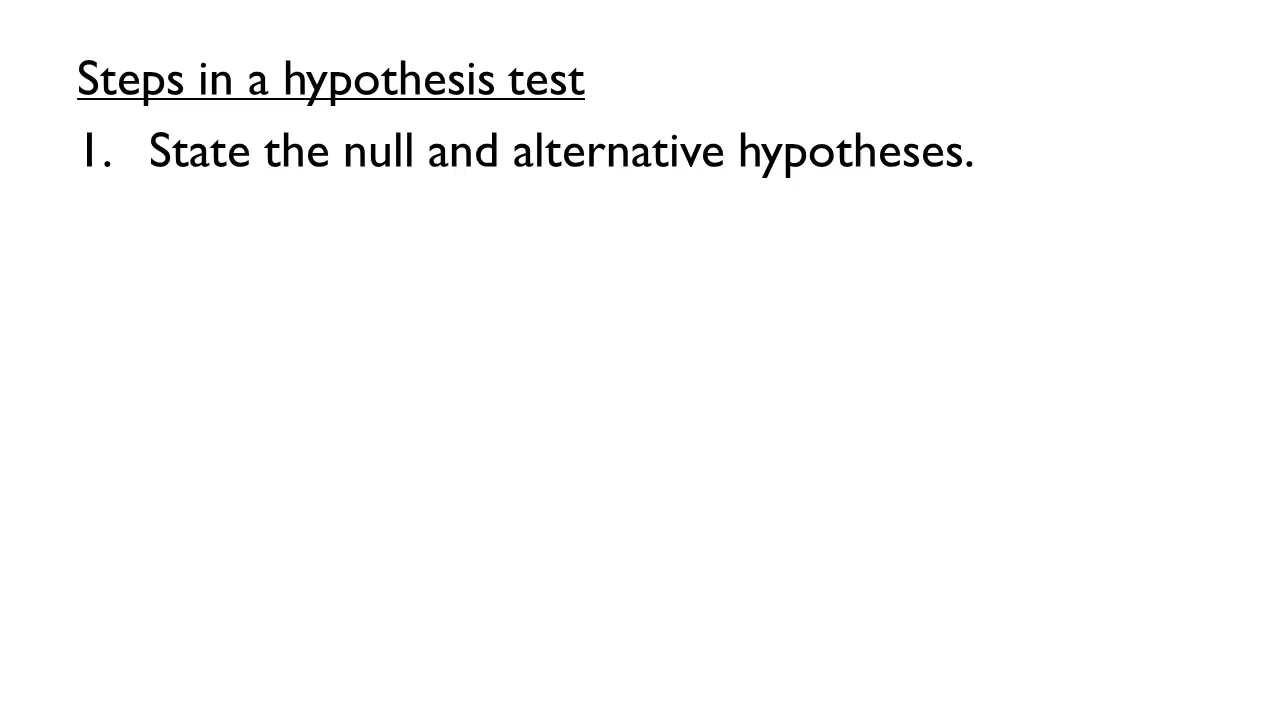 Steps in a hypothesis test
1. State the null and alternative hypotheses.